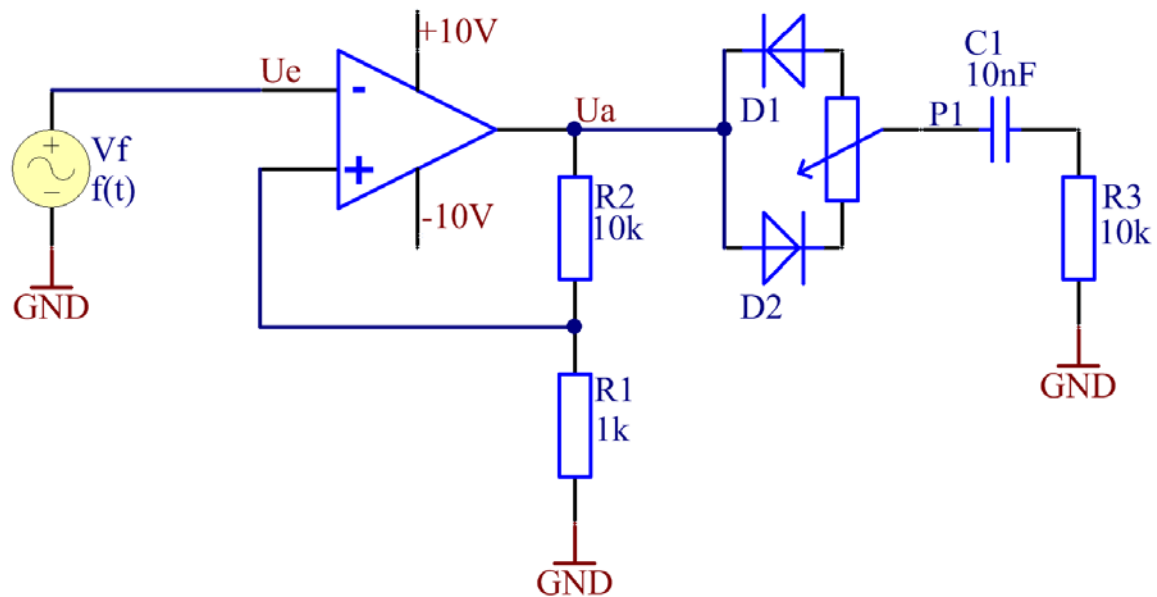 +10V
Ue
-
+
-10V
Vf
f(t)
GND
Ua
R2
10k
R1
1k
GND
D1
D2
P1
C1
10nF
R3
10k
GND